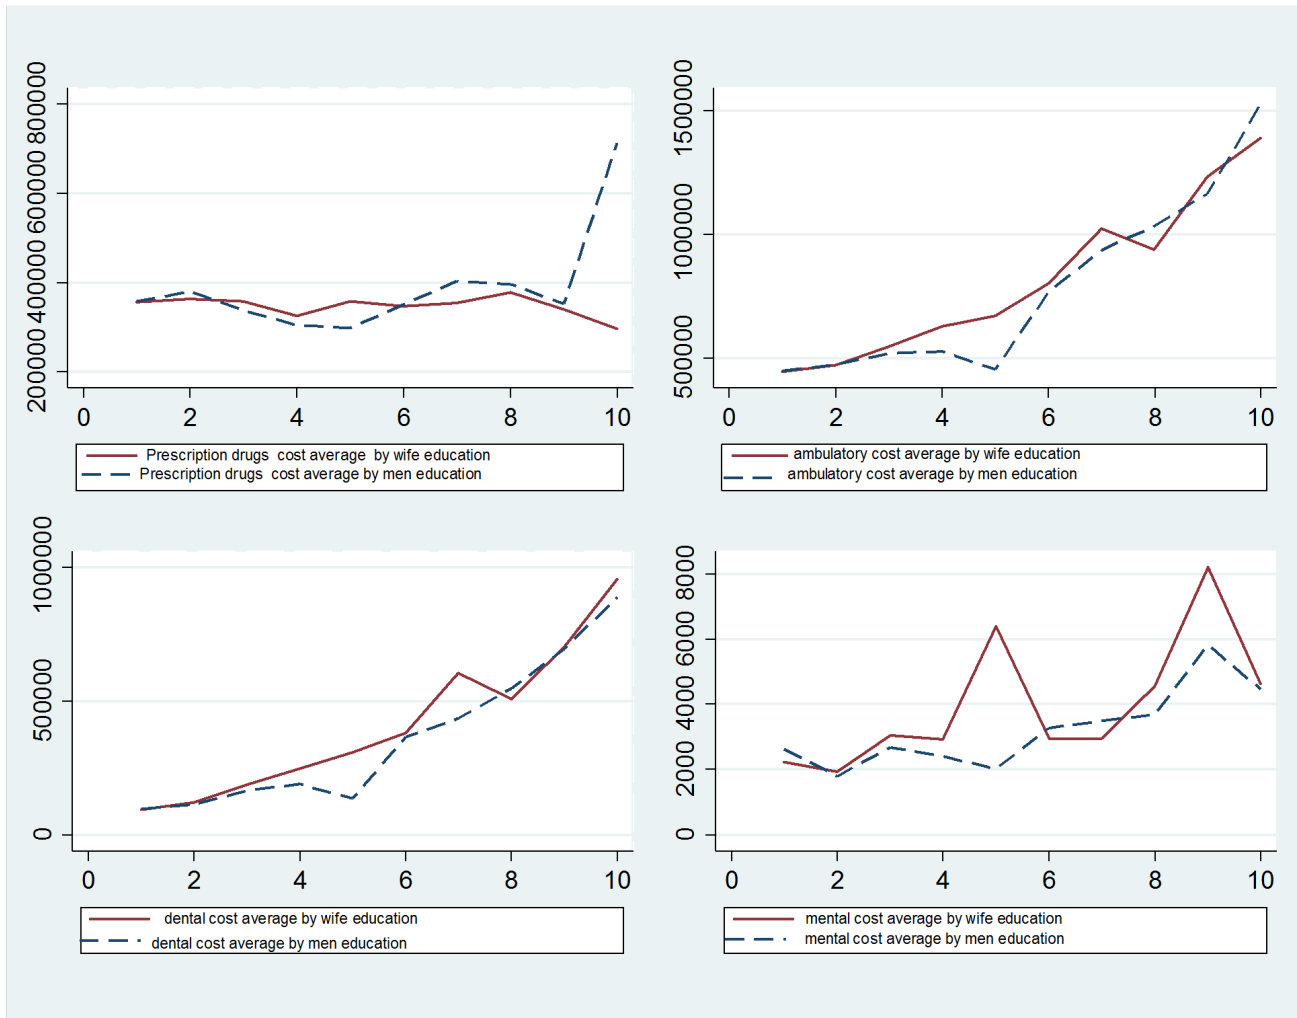 800000
600000
400000
200000
0 2 4 6 8 10
Prescription drugs cost average by wife education
Prescription drugs cost average by men education
1500000
1000000
500000
0 2 4 6 8 10
ambulatory cost average by wife education
ambulatory cost average by men education
1000000
500000
0
0 2 4 6 8 10
dental cost average by wife education
dental cost average by men education
8000
6000
4000
2000
0
0 2 4 6 8 10
mental cost average by wife education
mental cost average by men education